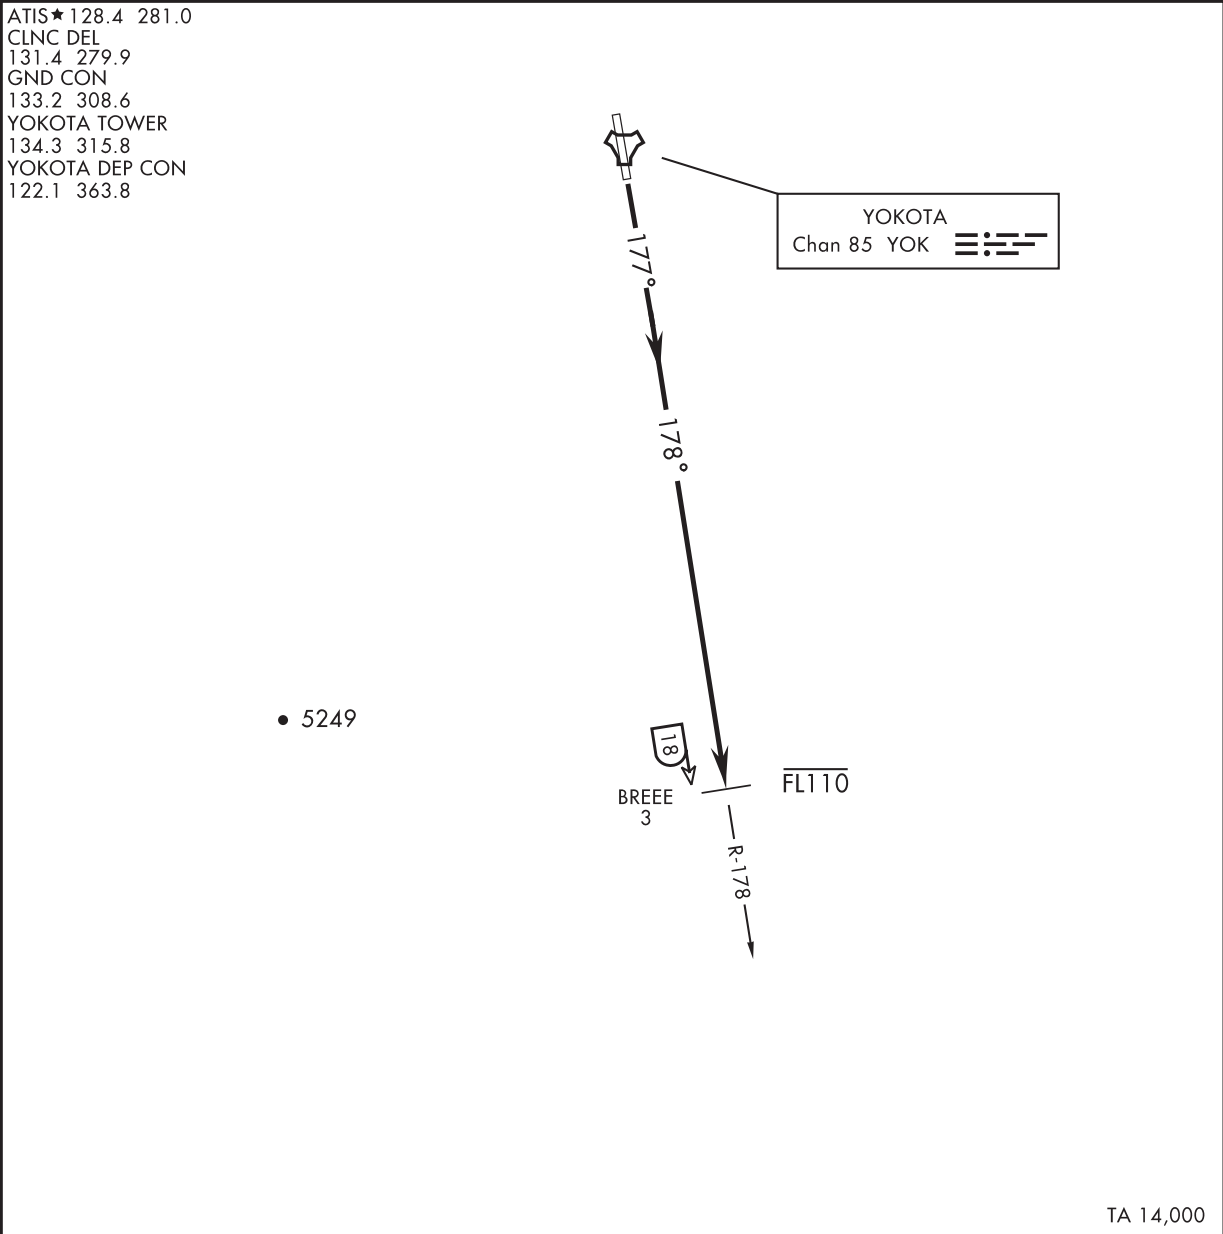 ATIS★ 128.4 281.0
CLNC DEL
131.4 279.9
GND CON
133.2 308.6
YOKOTA TOWER
134.3 315.8
YOKOTA DEP CON
122.1 363.8
YOKOTA
Chan 85 YOK
177°
178°
5249
18
FL110
BREEE
3
R-178
TA 14,000